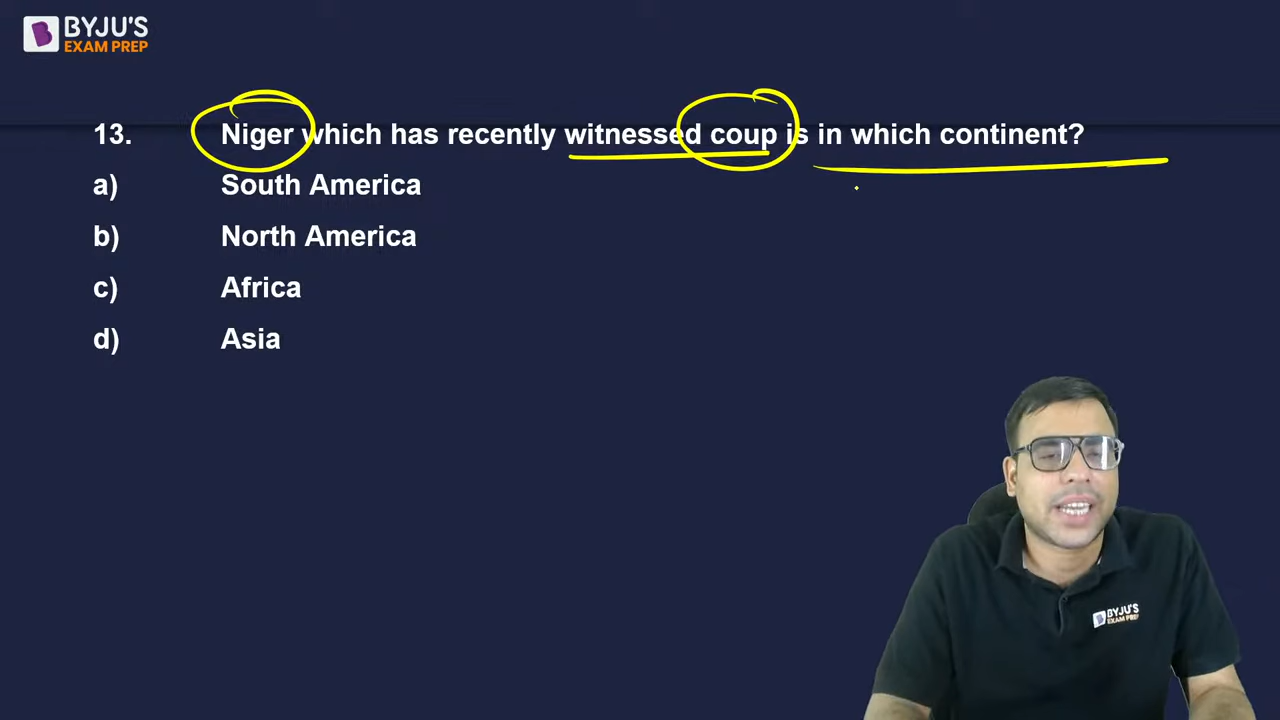 BYJU'S
EXAM PREP
13. Niger which has recently witnessed coup is in which continent?
a) South America
b) North America
c) Africa
d) Asia
BYJU'S
EXAM PREP